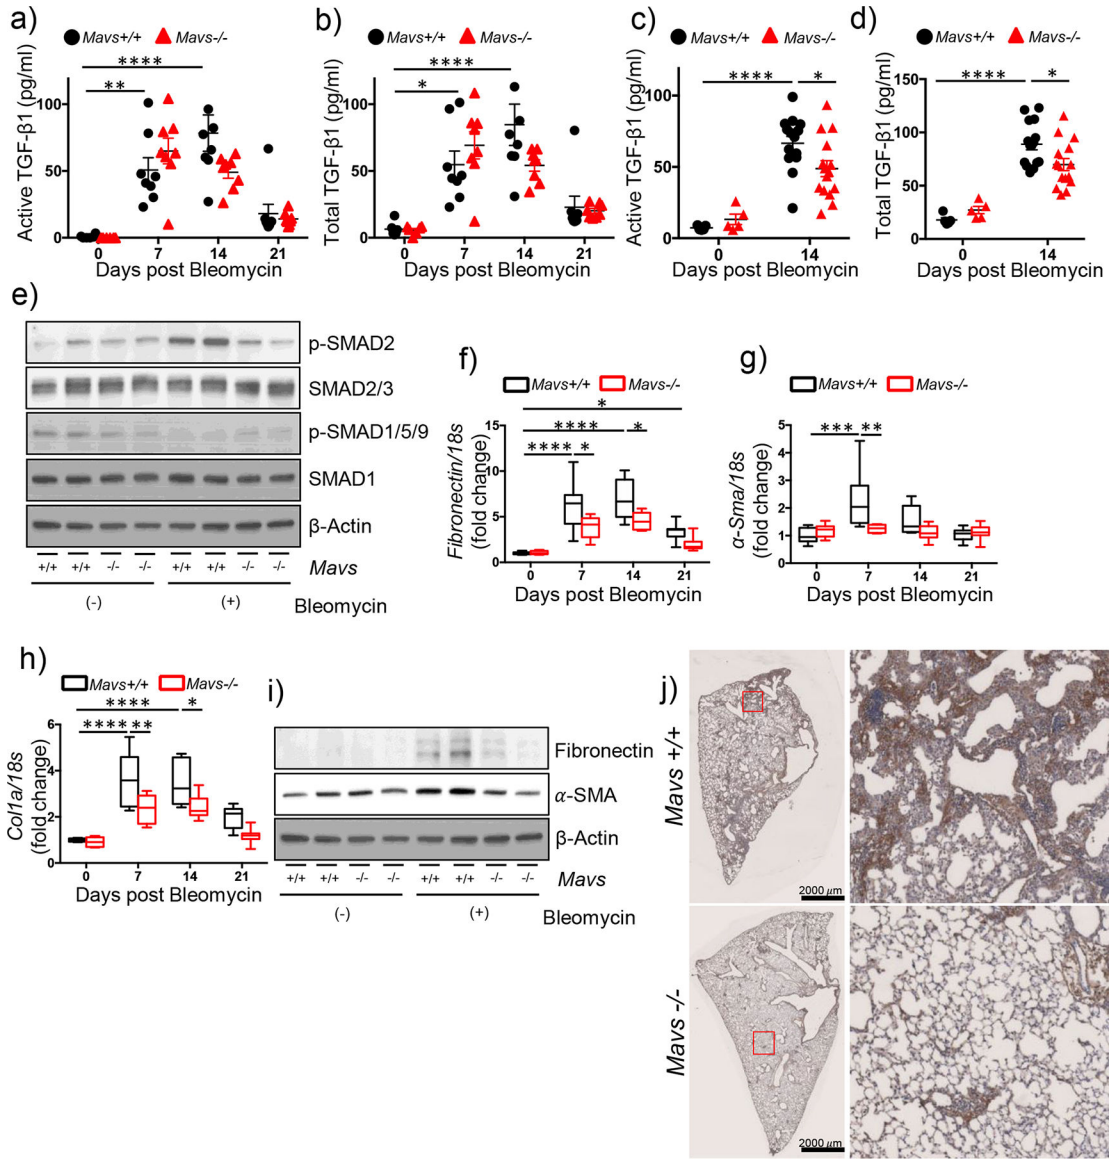 a)
Mavs+/+ Mavs-/-
****
**
Active TGF-β1 (pg/ml)
100
50
0
0 7 14 21
Days post Bleomycin
b)
Mavs+/+ Mavs-/-
****
*
Total TGF-β1 (pg/ml)
100
50
0
0 7 14 21
Days post Bleomycin
c)
Mavs+/+ Mavs-/-
**** *
Active TGF-β1 (pg/ml)
100
50
0
0 14
Days post Bleomycin
d)
Mavs+/+ Mavs-/-
**** *
Total TGF-β1 (pg/ml)
150
100
50
0
0 14
Days post Bleomycin
e)
p-SMAD2
SMAD2/3
p-SMAD1/5/9
SMAD1
β-Actin
+/+ +/+ -/- -/- +/+ +/+ -/- -/- Mavs
(-) (+) Bleomycin
f)
Mavs+/+ Mavs-/-
*
**** *
**** *
Fibronectin/18s
(fold change)
15
10
5
0
0 7 14 21
Days post Bleomycin
g)
Mavs+/+ Mavs-/-
*** **
α-Sma/18s
(fold change)
5
4
3
2
1
0
0 7 14 21
Days post Bleomycin
h)
Mavs+/+ Mavs-/-
**** *
**** **
Col1a/18s
(fold change)
6
4
2
0
0 7 14 21
Days post Bleomycin
i)
Fibronectin
α-SMA
β-Actin
+/+ +/+ -/- -/- +/+ +/+ -/- -/- Mavs
(-) (+) Bleomycin
j)
Mavs +/+
2000 µm
Mavs -/-
2000 µm